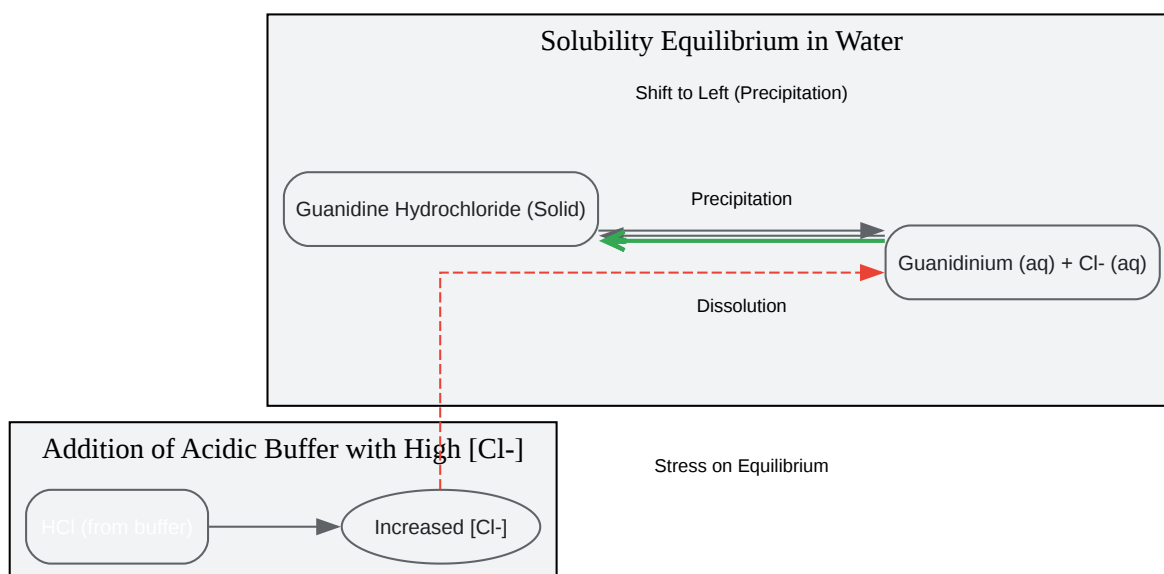 Solubility Equilibrium in Water
Shift to Left (Precipitation)
Guanidine Hydrochloride (Solid)
Precipitation
Guanidinium (aq) + Cl- (aq)
Dissolution
Addition of Acidic Buffer with High [Cl-]
Stress on Equilibrium
HCl (from buffer)
Increased [Cl-]